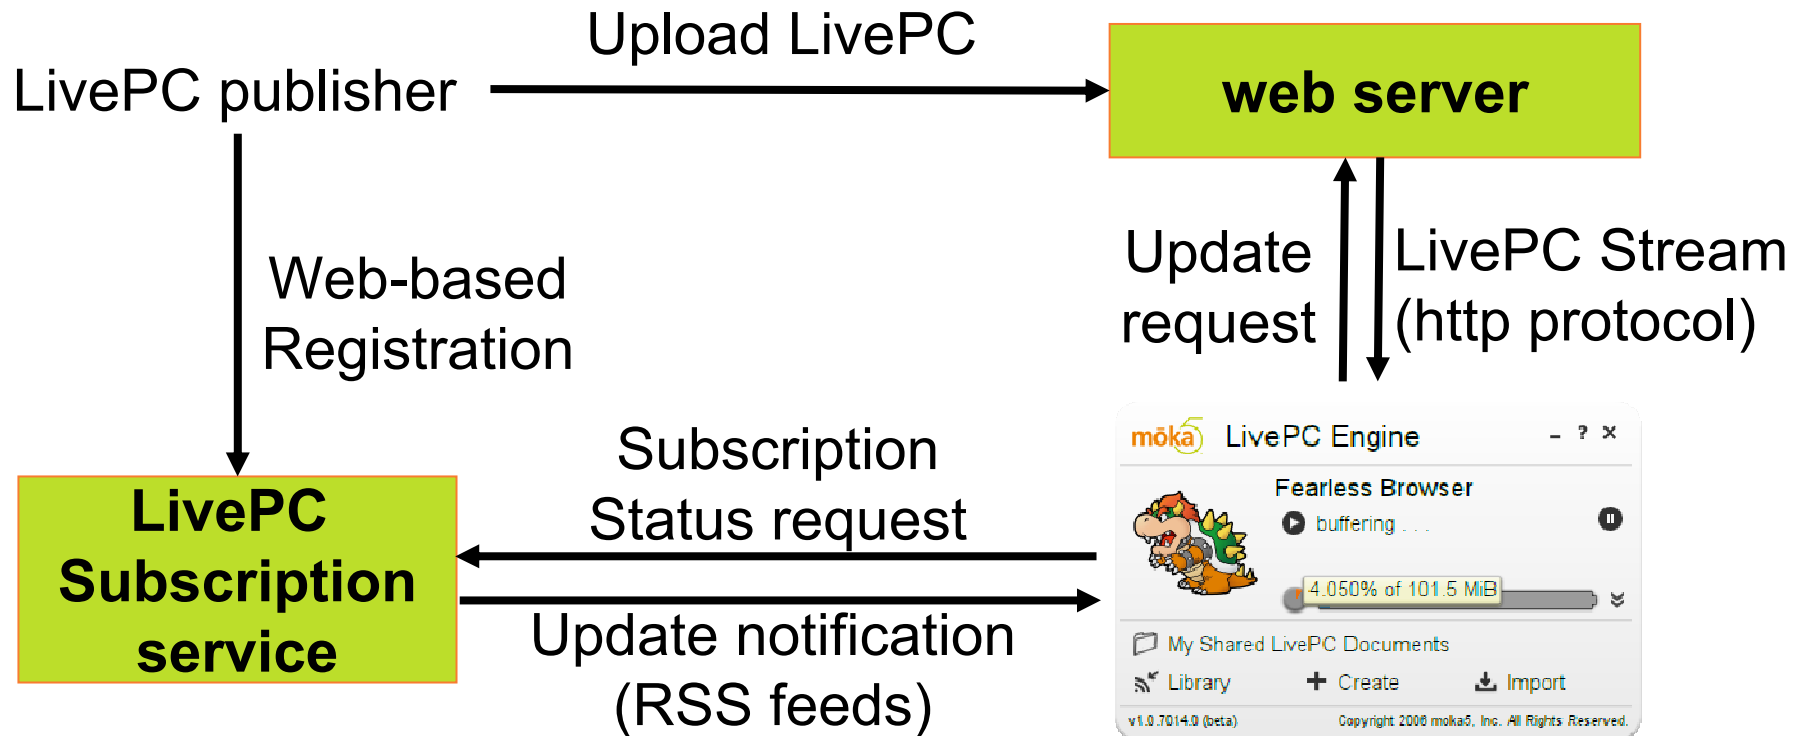 Upload LivePC
LivePC publisher
web server
Web-based
Registration
Update
request
LivePC Stream
(http protocol)
Subscription
Status request
LivePC
Subscription
service
Update notification
(RSS feeds)
mōka5 LivePC Engine - ? ×
Fearless Browser
buffering . . .
4.050% of 101.5 MiB
My Shared LivePC Documents
Library + Create Import
v1.0.7014.0 (beta) Copyright 2006 moka5, Inc. All Rights Reserved.